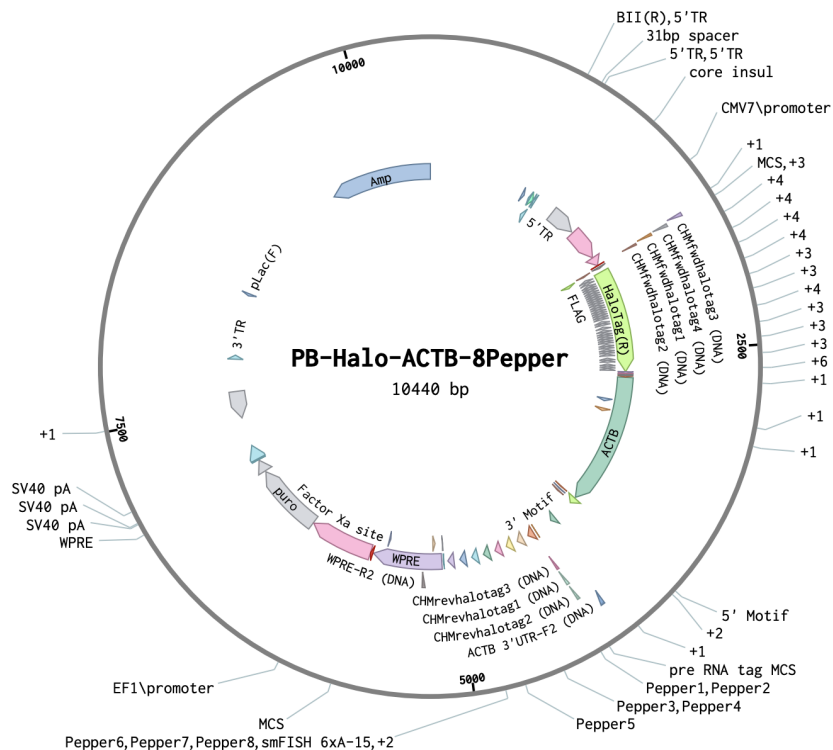 BII(R),5'TR
31bp spacer
5'TR,5'TR
core insul
10000
CMV7\promoter
+1
MCS,+3
+4
+4
+4
+4
+3
+3
+4
+3
+3
+3
+6
+1
+1
+1
2500
Amp
5'TR
pLac(F)
3'TR
FLAG
HaloTag(R)
CHMfwdhalotag3 (DNA)
CHMfwdhalotag4 (DNA)
CHMfwdhalotag1 (DNA)
CHMfwdhalotag2 (DNA)
PB-Halo-ACTB-8Pepper
10440 bp
ACTB
7500
+1
SV40 pA
SV40 pA
SV40 pA
WPRE
puro
Factor Xa site
3' Motif
WPRE
WPRE-R2 (DNA)
CHMrevhalotag3 (DNA)
CHMrevhalotag1 (DNA)
CHMrevhalotag2 (DNA)
ACTB 3'UTR-F2 (DNA)
5' Motif
+2
+1
pre RNA tag MCS
Pepper1,Pepper2
Pepper3,Pepper4
Pepper5
5000
EF1\promoter
MCS
Pepper6,Pepper7,Pepper8,smFISH 6xA-15,+2